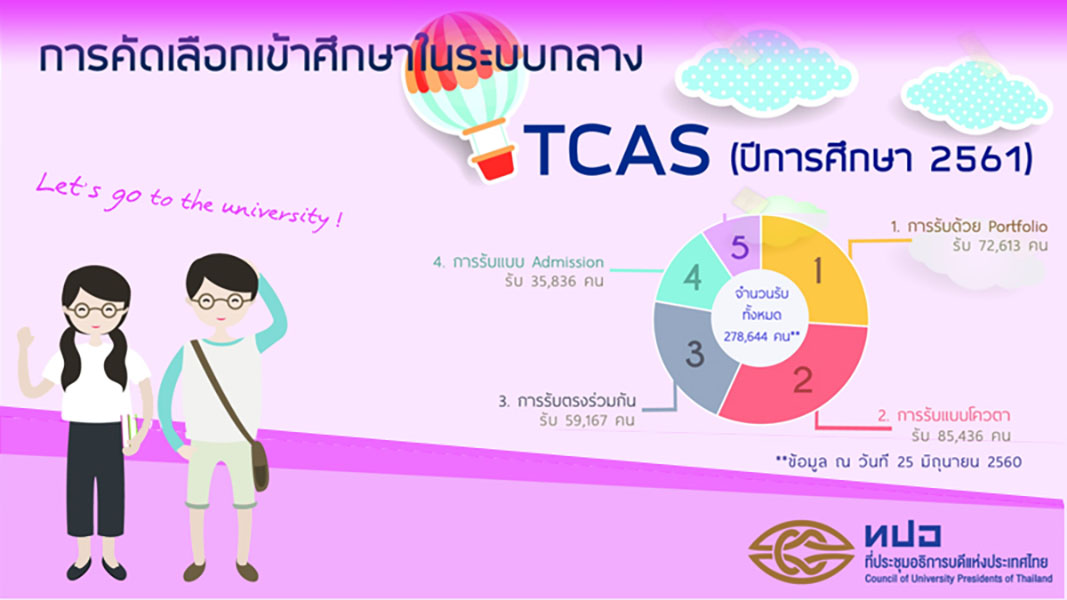 การคัดเลือกเข้าศึกษาในระบบกลาง
TCAS (ปีการศึกษา 2561)
Let's go to the university !
1. การรับด้วย Portfolio
รับ 72,613 คน
4. การรับแบบ Admission
รับ 35,836 คน
5
1
4
จำนวนรับ
ทั้งหมด
278,644 คน**
3
2
3. การรับตรงร่วมกัน
รับ 59,167 คน
2. การรับแบบโควตา
รับ 85,436 คน
**ข้อมูล ณ วันที่ 25 มิถุนายน 2560
ทปอ
ที่ประชุมอธิการบดีแห่งประเทศไทย
Council of University Presidents of Thailand